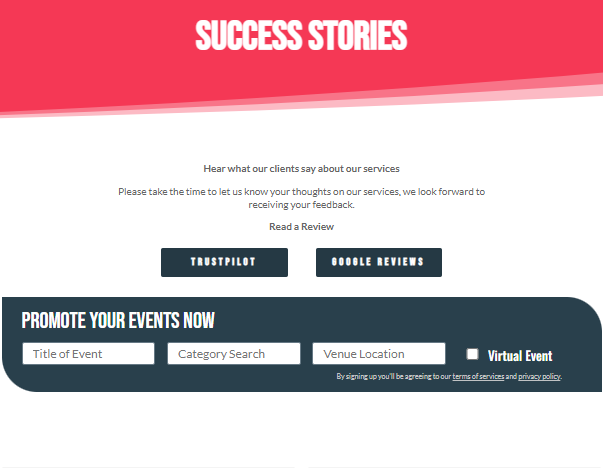 SUCCESS STORIES
Hear what our clients say about our services
Please take the time to let us know your thoughts on our services, we look forward to
receiving your feedback.
Read a Review
TRUSTPILOT
GOOGLE REVIEWS
PROMOTE YOUR EVENTS NOW
Title of Event
Category Search
Venue Location
Virtual Event
By signing up you'll be agreeing to our terms of services and privacy policy.